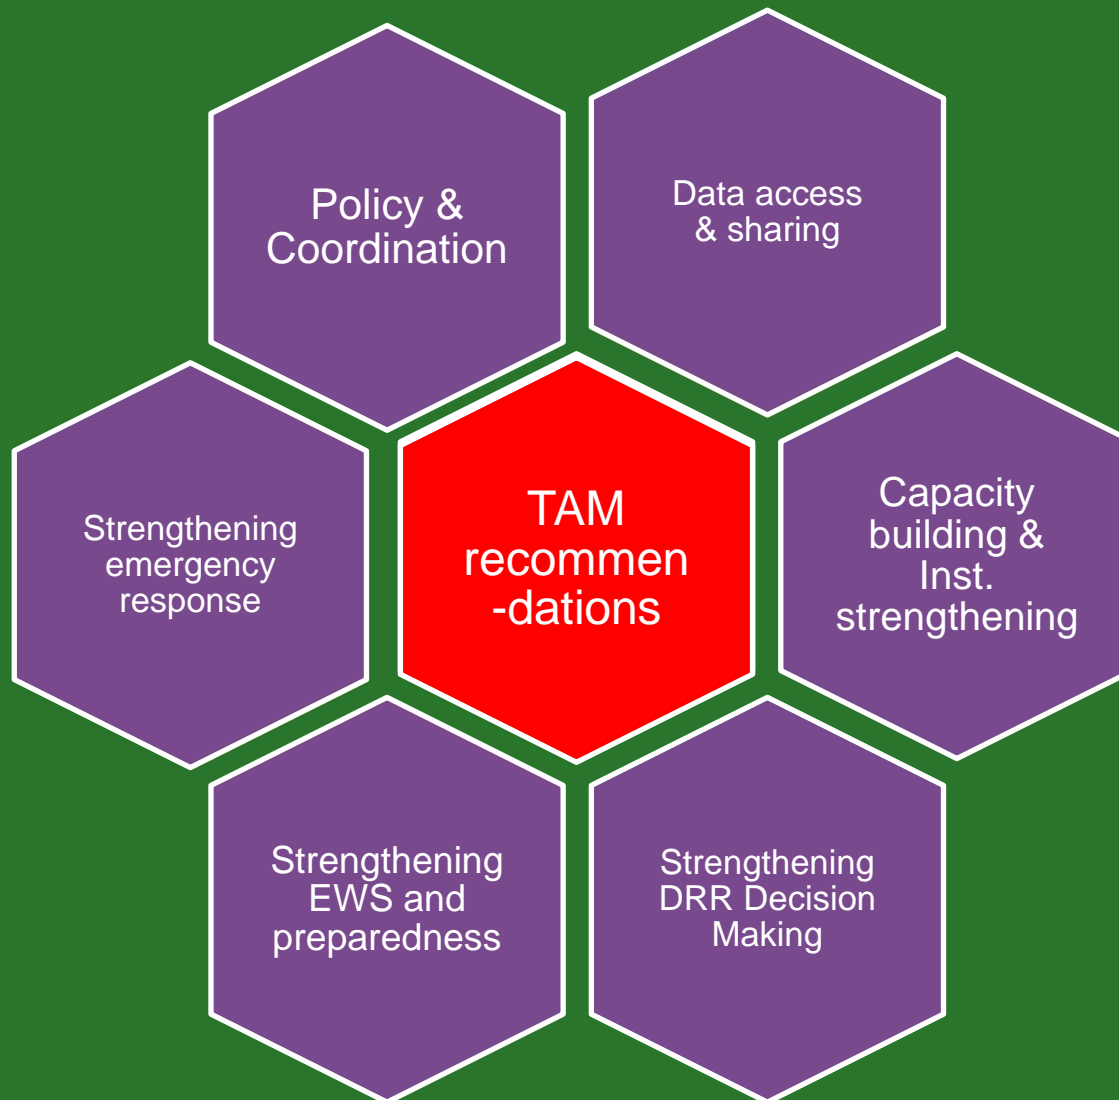 Policy &
Coordination
Data access
& sharing
Strengthening
emergency
response
TAM
recommen
-dations
Capacity
building &
Inst.
strengthening
Strengthening
EWS and
preparedness
Strengthening
DRR Decision
Making